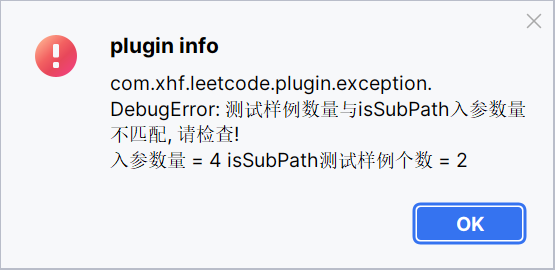 plugin info
com.xhf.leetcode.plugin.exception.
DebugError: 测试样例数量与isSubPath入参数量
不匹配, 请检查!
入参数量 = 4 isSubPath测试样例个数 = 2
OK